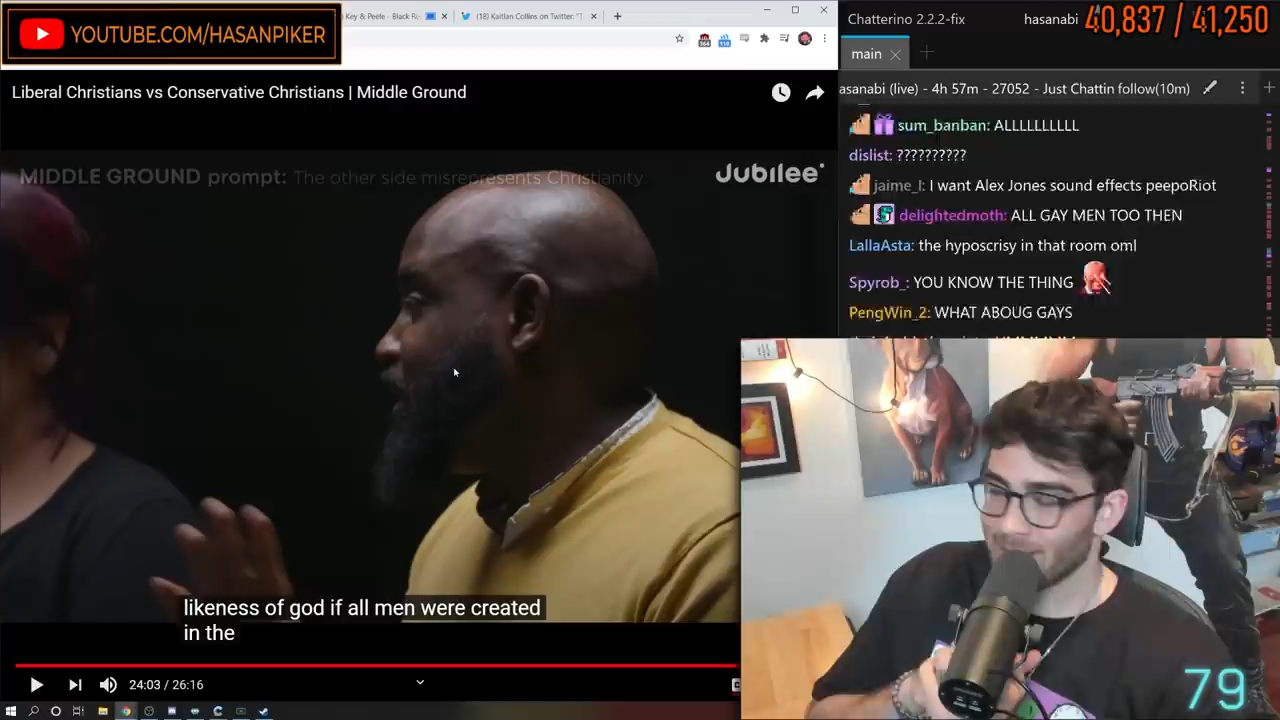 YOUTUBE.COM/HASANPIKER
Key & Peele - Black Re
(18) Kaitlan Collins on Twitter: "T
Chatterino 2.2.2-fix
hasanabi
40,837 / 41,250
main
asanabi (live) - 4h 57m - 27052 - Just Chattin follow(10m)
Liberal Christians vs Conservative Christians | Middle Ground
MIDDLE GROUND prompt: The other side misrepresents Christianity.
Jubilee
sum_banban: ALLLLLLLLL
dislist: ??????????
jaime_l: I want Alex Jones sound effects peepoRiot
delightedmoth: ALL GAY MEN TOO THEN
LallaAsta: the hyposcrisy in that room oml
Spyrob_: YOU KNOW THE THING
PengWin_2: WHAT ABOUG GAYS
likeness of god if all men were created
in the
24:03 / 26:16
79